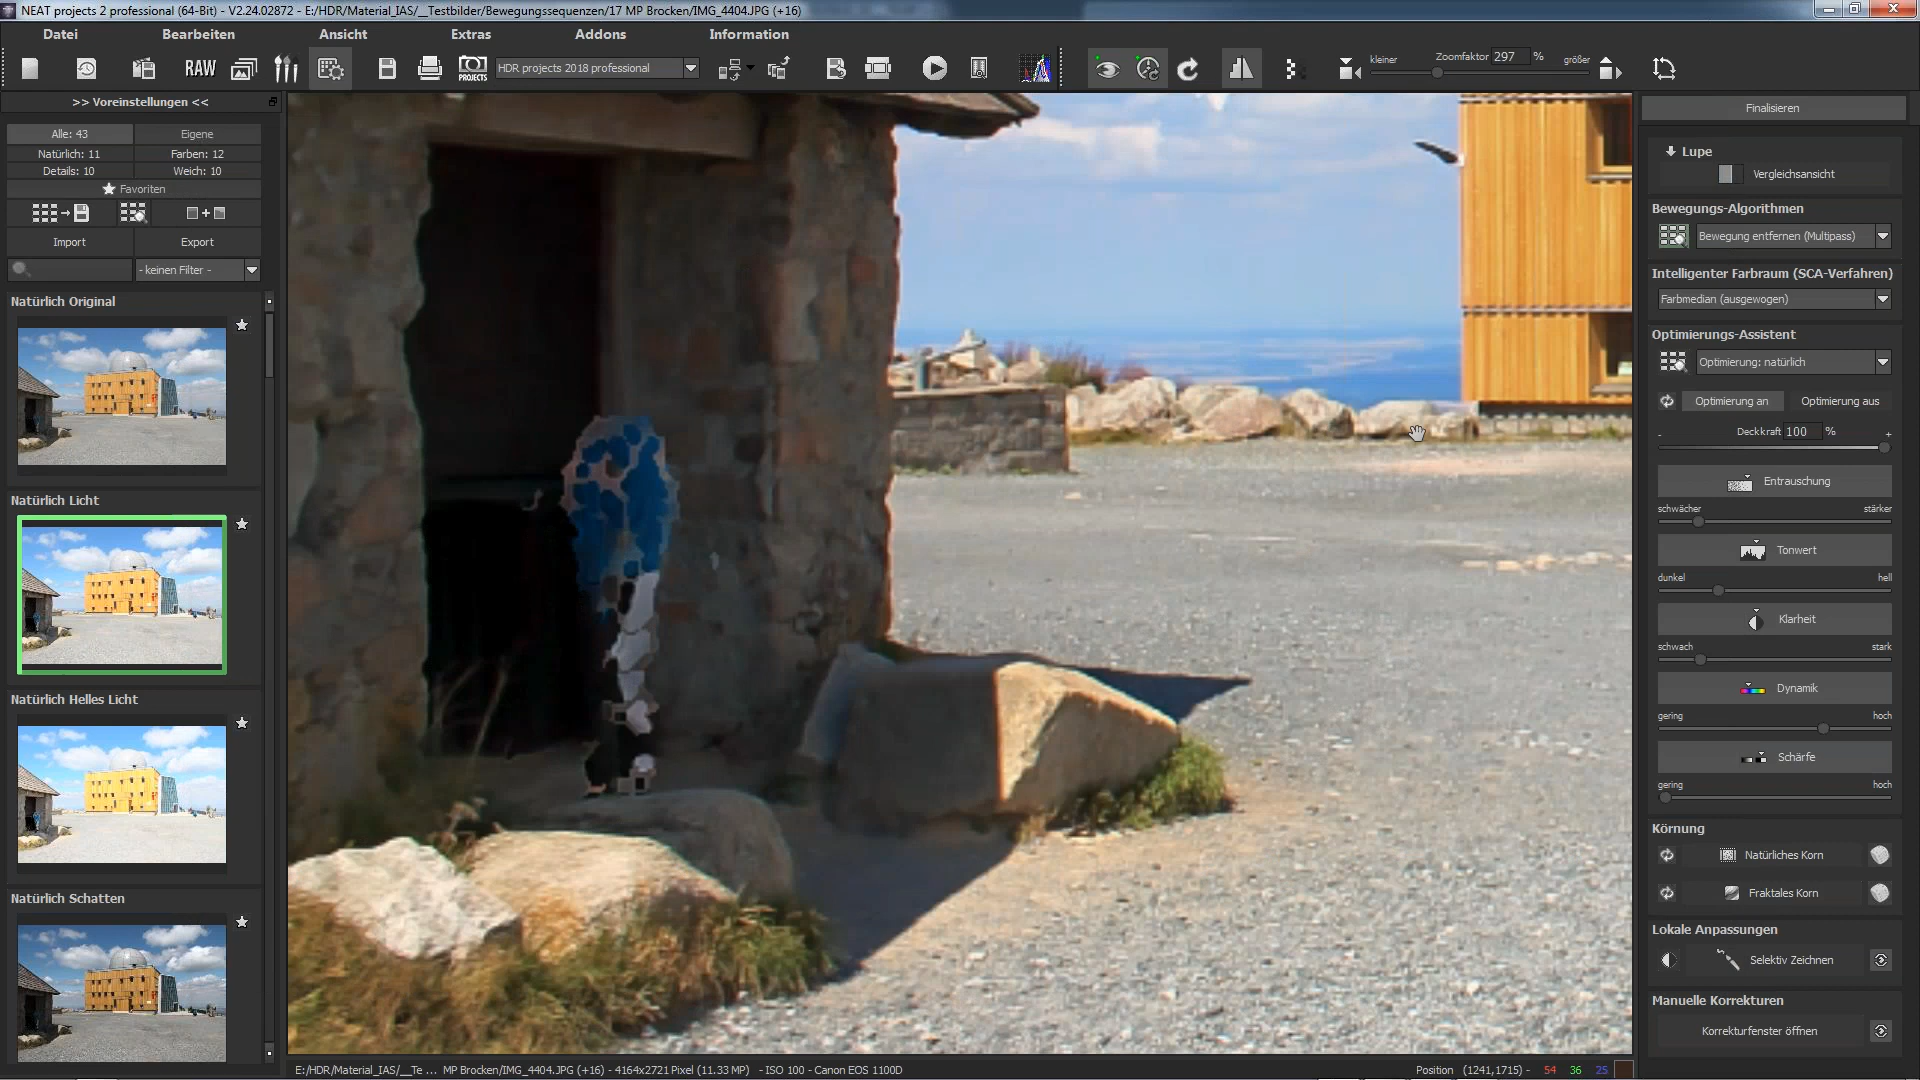 NEAT projects 2 professional (64-Bit) - V2.24.02872 - E:/HDR/Material_IAS/__Testbilder/Bewegungssequenzen/17 MP Brocken/IMG_4404.JPG (+16)
Datei Bearbeiten Ansicht Extras Addons Information
RAW PROJECTS HDR projects 2018 professional kleiner Zoomfaktor 297 % größer
>> Voreinstellungen <<
Alle: 43 Eigene
Natürlich: 11 Farben: 12
Details: 10 Weich: 10
Favoriten
Import Export
- keinen Filter -
Natürlich Original
Natürlich Licht
Natürlich Helles Licht
Natürlich Schatten
Finalisieren
Lupe
Vergleichsansicht
Bewegungs-Algorithmen
Bewegung entfernen (Multipass)
Intelligenter Farbraum (SCA-Verfahren)
Farbmedian (ausgewogen)
Optimierungs-Assistent
Optimierung: natürlich
Optimierung an Optimierung aus
- Deckkraft 100 % +
Entrauschung
schwächer stärker
Tonwert
dunkel hell
Klarheit
schwach stark
Dynamik
gering hoch
Schärfe
gering hoch
Körnung
Natürliches Korn
Fraktales Korn
Lokale Anpassungen
Selektiv Zeichnen
Manuelle Korrekturen
Korrekturfenster öffnen
E:/HDR/Material_IAS/__Te ... MP Brocken/IMG_4404.JPG (+16) - 4164x2721 Pixel (11.33 MP) - ISO 100 - Canon EOS 1100D Position (1241,1715) - 54 36 25